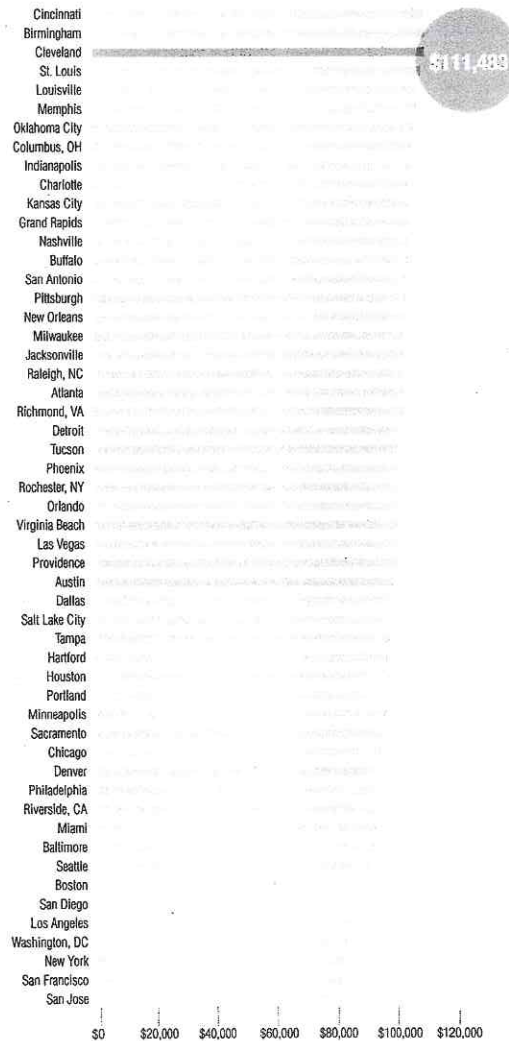 Cincinnati
Birmingham
Cleveland
$111,483
St. Louis
Louisville
Memphis
Oklahoma City
Columbus, OH
Indianapolis
Charlotte
Kansas City
Grand Rapids
Nashville
Buffalo
San Antonio
Pittsburgh
New Orleans
Milwaukee
Jacksonville
Raleigh, NC
Atlanta
Richmond, VA
Detroit
Tucson
Phoenix
Rochester, NY
Orlando
Virginia Beach
Las Vegas
Providence
Austin
Dallas
Salt Lake City
Tampa
Hartford
Houston
Portland
Minneapolis
Sacramento
Chicago
Denver
Philadelphia
Riverside, CA
Miami
Baltimore
Seattle
Boston
San Diego
Los Angeles
Washington, DC
New York
San Francisco
San Jose
$0 $20,000 $40,000 $60,000 $80,000 $100,000 $120,000